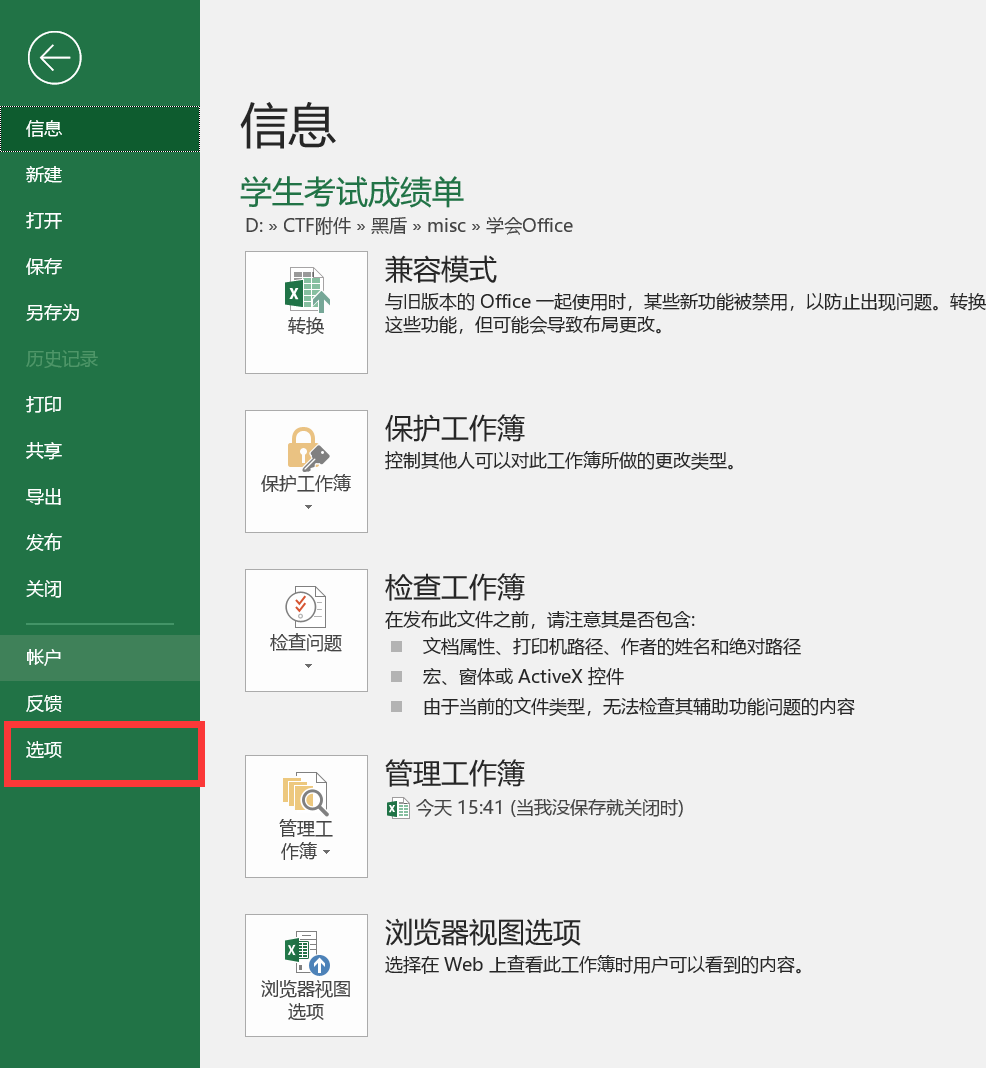 信息
新建
打开
保存
另存为
历史记录
打印
共享
导出
发布
关闭
帐户
反馈
选项
信息
学生考试成绩单
D: » CTF附件 » 黑盾 » misc » 学会Office
转换
兼容模式
与旧版本的 Office 一起使用时，某些新功能被禁用，以防止出现问题。转换
这些功能，但可能会导致布局更改。
保护工作簿
保护工作簿
控制其他人可以对此工作簿所做的更改类型。
检查问题
检查工作簿
在发布此文件之前，请注意其是否包含:
文档属性、打印机路径、作者的姓名和绝对路径
宏、窗体或 ActiveX 控件
由于当前的文件类型，无法检查其辅助功能问题的内容
管理工
作簿
管理工作簿
今天 15:41 (当我没保存就关闭时)
浏览器视图
选项
浏览器视图选项
选择在 Web 上查看此工作簿时用户可以看到的内容。